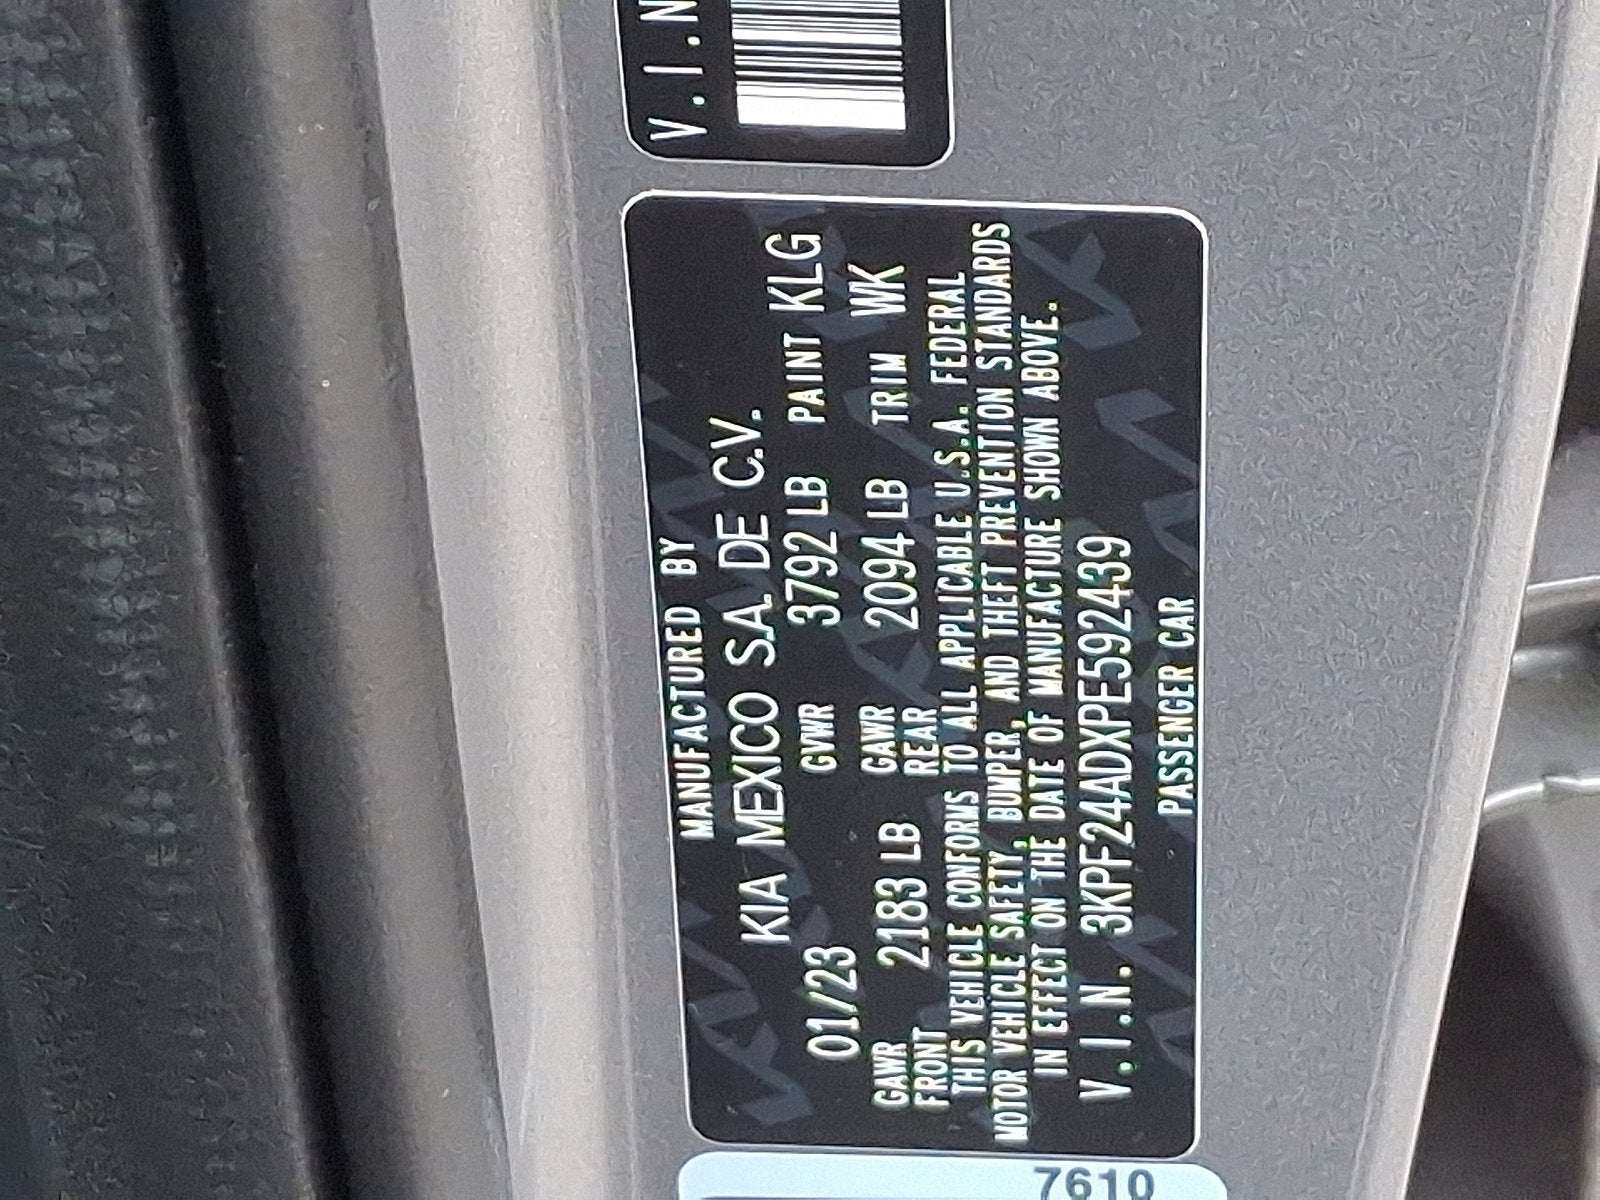 V.I.N
MANUFACTURED BY
KIA MEXICO S.A. DE C.V.
01/23 GVWR 3792 LB PAINT KLG
GAWR FRONT 2183 LB GAWR REAR 2094 LB TRIM WK
THIS VEHICLE CONFORMS TO ALL APPLICABLE U.S.A. FEDERAL
MOTOR VEHICLE SAFETY, BUMPER, AND THEFT PREVENTION STANDARDS
IN EFFECT ON THE DATE OF MANUFACTURE SHOWN ABOVE.
V.I.N. 3KPF24ADXPE592439
PASSENGER CAR
7610